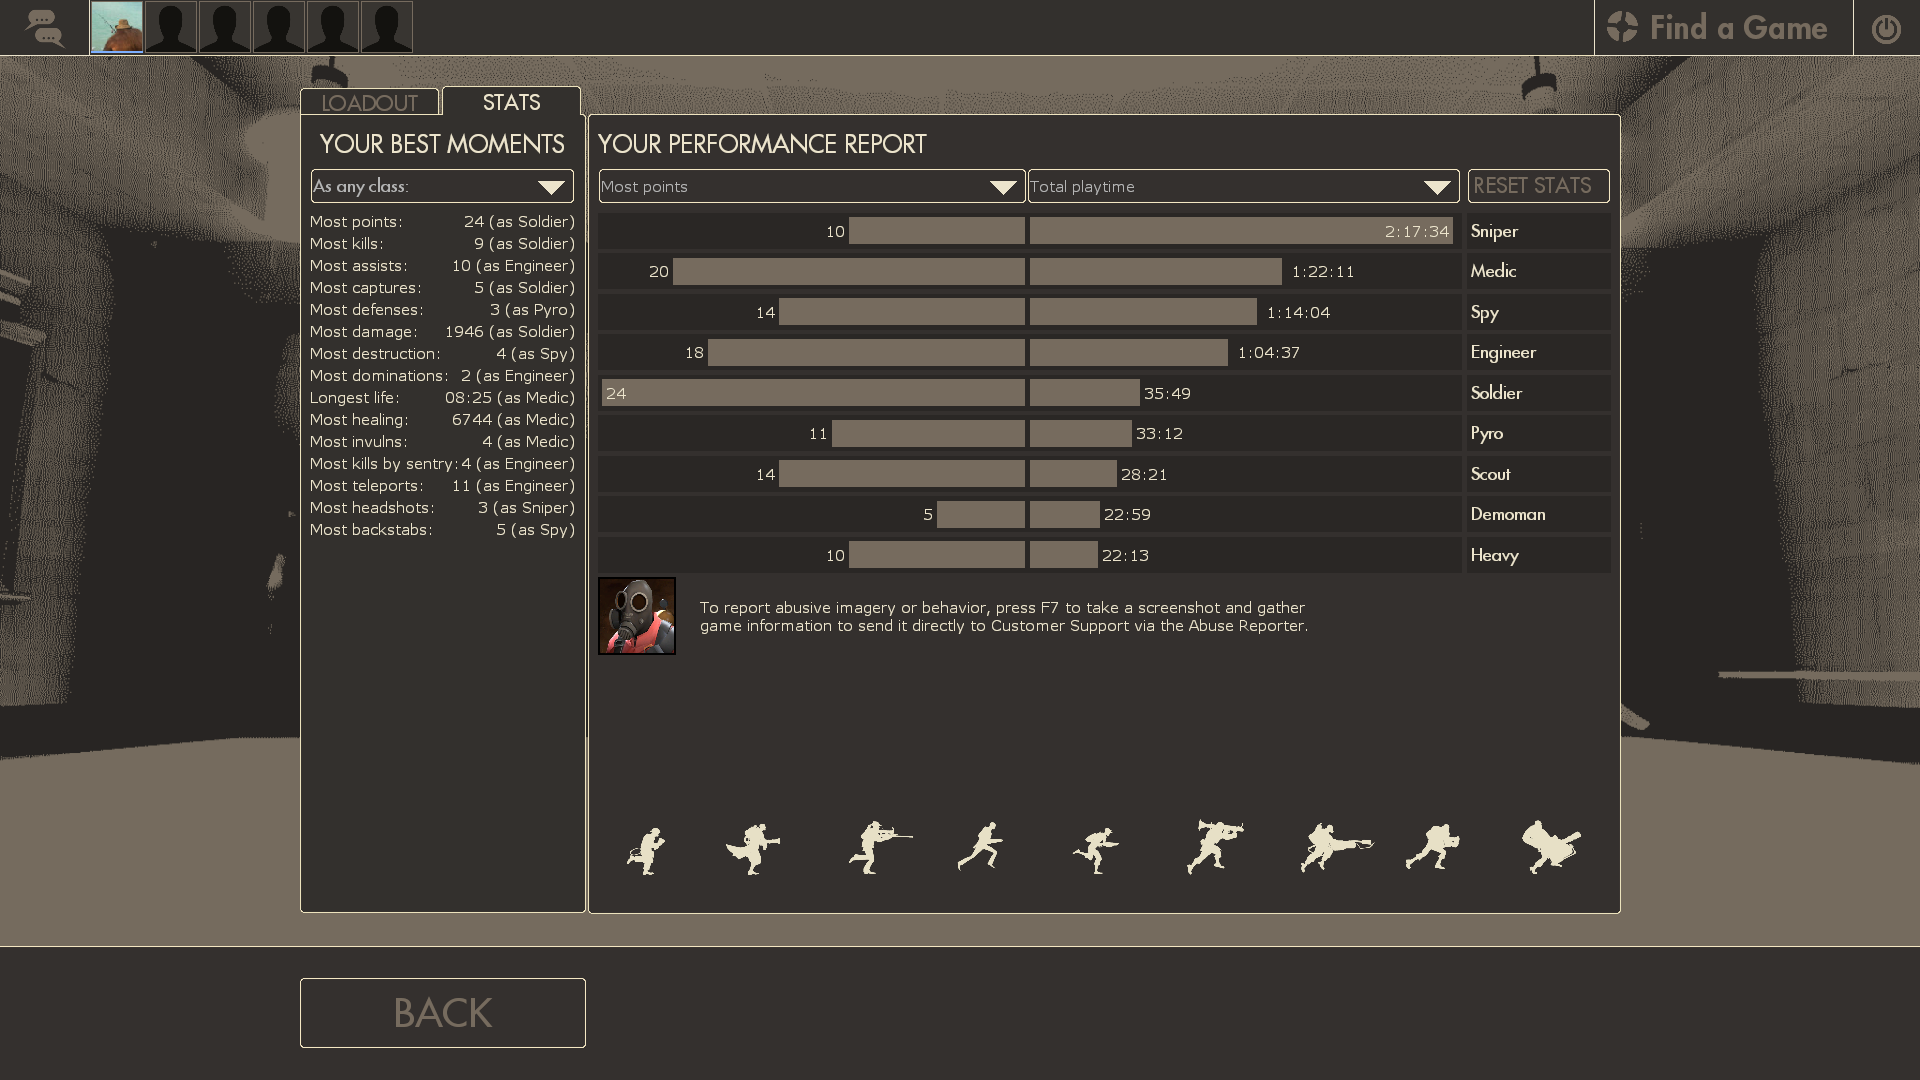 Find a Game
LOADOUT
STATS
YOUR BEST MOMENTS
As any class:
Most points: 24 (as Soldier)
Most kills: 9 (as Soldier)
Most assists: 10 (as Engineer)
Most captures: 5 (as Soldier)
Most defenses: 3 (as Pyro)
Most damage: 1946 (as Soldier)
Most destruction: 4 (as Spy)
Most dominations: 2 (as Engineer)
Longest life: 08:25 (as Medic)
Most healing: 6744 (as Medic)
Most invulns: 4 (as Medic)
Most kills by sentry: 4 (as Engineer)
Most teleports: 11 (as Engineer)
Most headshots: 3 (as Sniper)
Most backstabs: 5 (as Spy)
YOUR PERFORMANCE REPORT
Most points
Total playtime
RESET STATS
10 2:17:34 Sniper
20 1:22:11 Medic
14 1:14:04 Spy
18 1:04:37 Engineer
24 35:49 Soldier
11 33:12 Pyro
14 28:21 Scout
5 22:59 Demoman
10 22:13 Heavy
To report abusive imagery or behavior, press F7 to take a screenshot and gather
game information to send it directly to Customer Support via the Abuse Reporter.
BACK